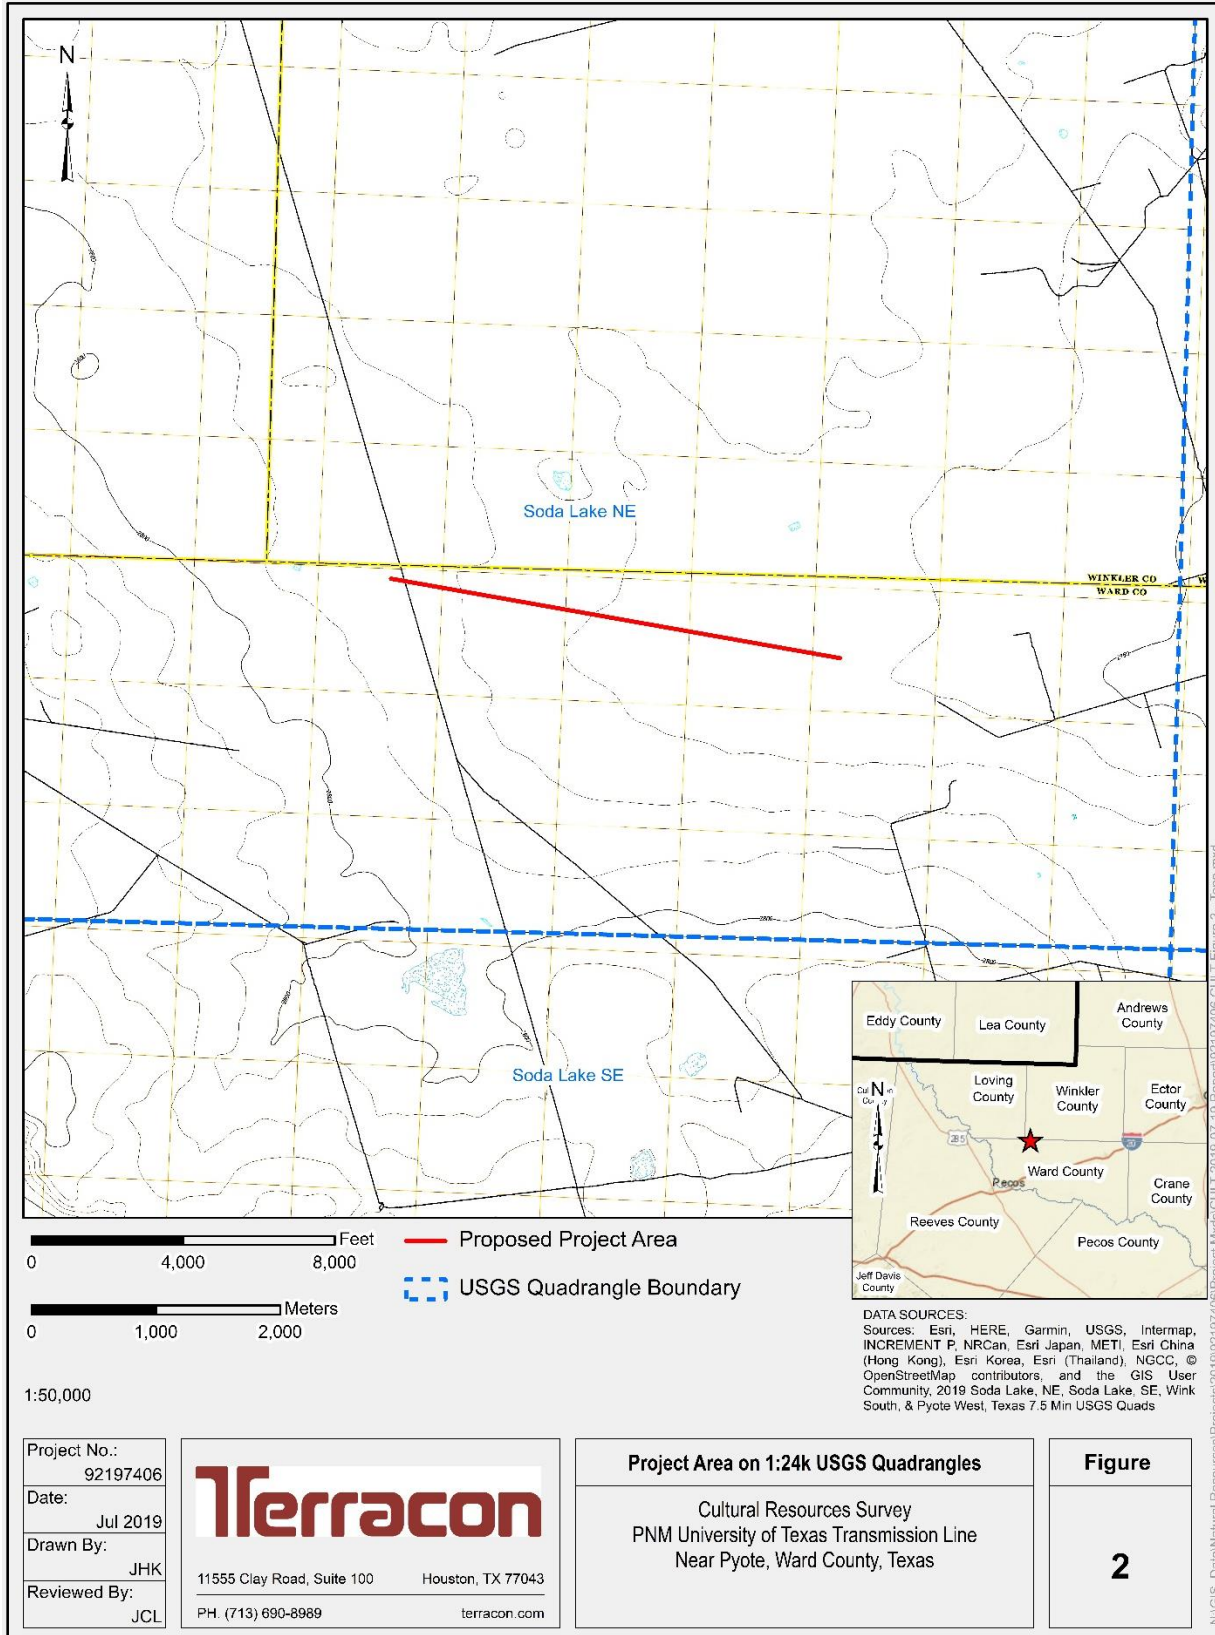 N
2800
Soda Lake NE
WINKLER CO
WARD CO
2800
Soda Lake SE
Eddy County
Lea County
Andrews
County
Loving
County
Winkler
County
Ector
County
N
285
20
Ward County
Pecos
Crane
County
Reeves County
Pecos County
Jeff Davis
County
Feet
0 4,000 8,000
Meters
0 1,000 2,000
1:50,000
Proposed Project Area
USGS Quadrangle Boundary
DATA SOURCES:
Sources: Esri, HERE, Garmin, USGS, Intermap,
INCREMENT P, NRCan, Esri Japan, METI, Esri China
(Hong Kong), Esri Korea, Esri (Thailand), NGCC, ©
OpenStreetMap contributors, and the GIS User
Community, 2019 Soda Lake, NE, Soda Lake, SE, Wink
South, & Pyote West, Texas 7.5 Min USGS Quads
Project No.:
92197406
Date:
Jul 2019
Drawn By:
JHK
Reviewed By:
JCL
Terracon
11555 Clay Road, Suite 100 Houston, TX 77043
PH. (713) 690-8989 terracon.com
Project Area on 1:24k USGS Quadrangles
Cultural Resources Survey
PNM University of Texas Transmission Line
Near Pyote, Ward County, Texas
Figure
2